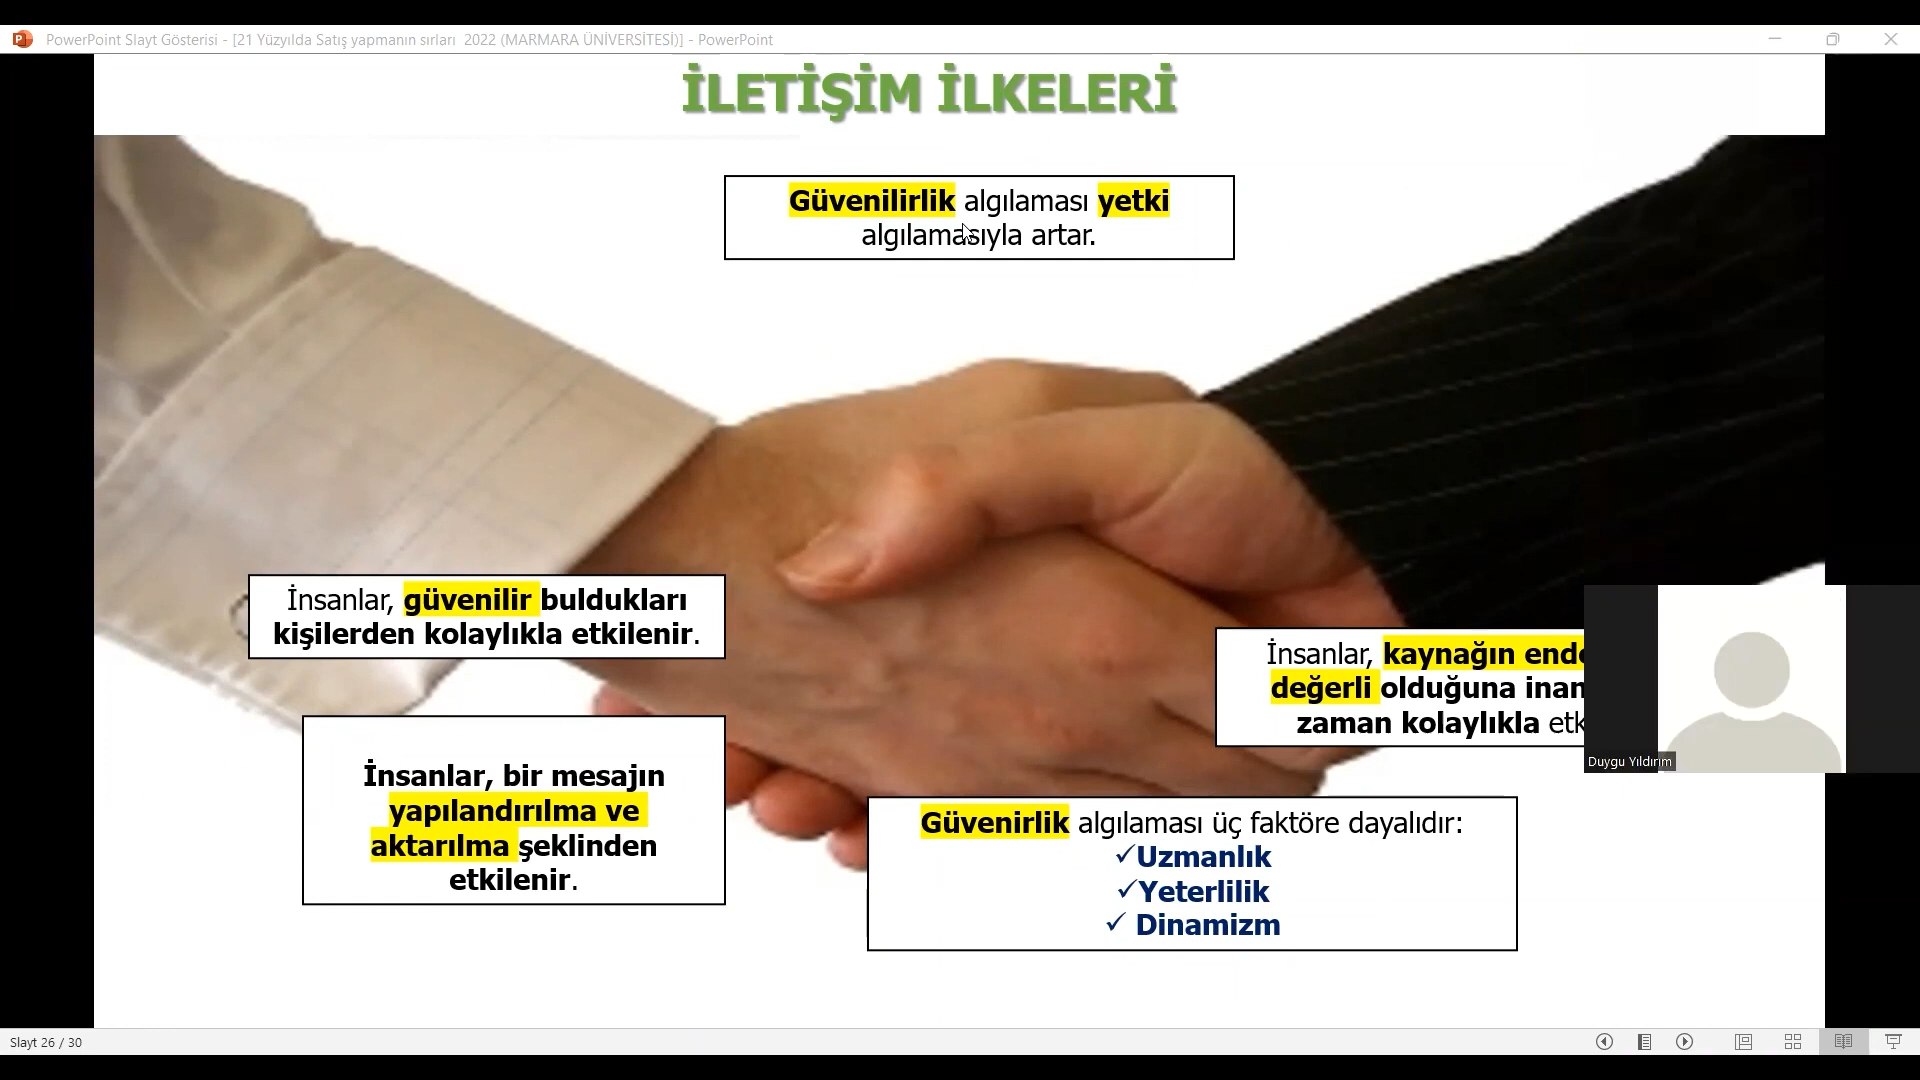 PowerPoint Slayt Gösterisi - [21 Yüzyılda Satış yapmanın sırları  2022 (MARMARA ÜNİVERSİTESİ)] - PowerPoint
İLETİŞİM İLKELERİ
Güvenilirlik algılaması yetki
algılamasıyla artar.
İnsanlar, güvenilir buldukları
kişilerden kolaylıkla etkilenir.
İnsanlar, kaynağın
değerli olduğuna
zaman kolaylıkla
Duygu Yıldırım
İnsanlar, bir mesajın
yapılandırılma ve
aktarılma şeklinden
etkilenir.
Güvenirlik algılaması üç faktöre dayalıdır:
✓Uzmanlık
✓Yeterlilik
✓ Dinamizm
Slayt 26 / 30